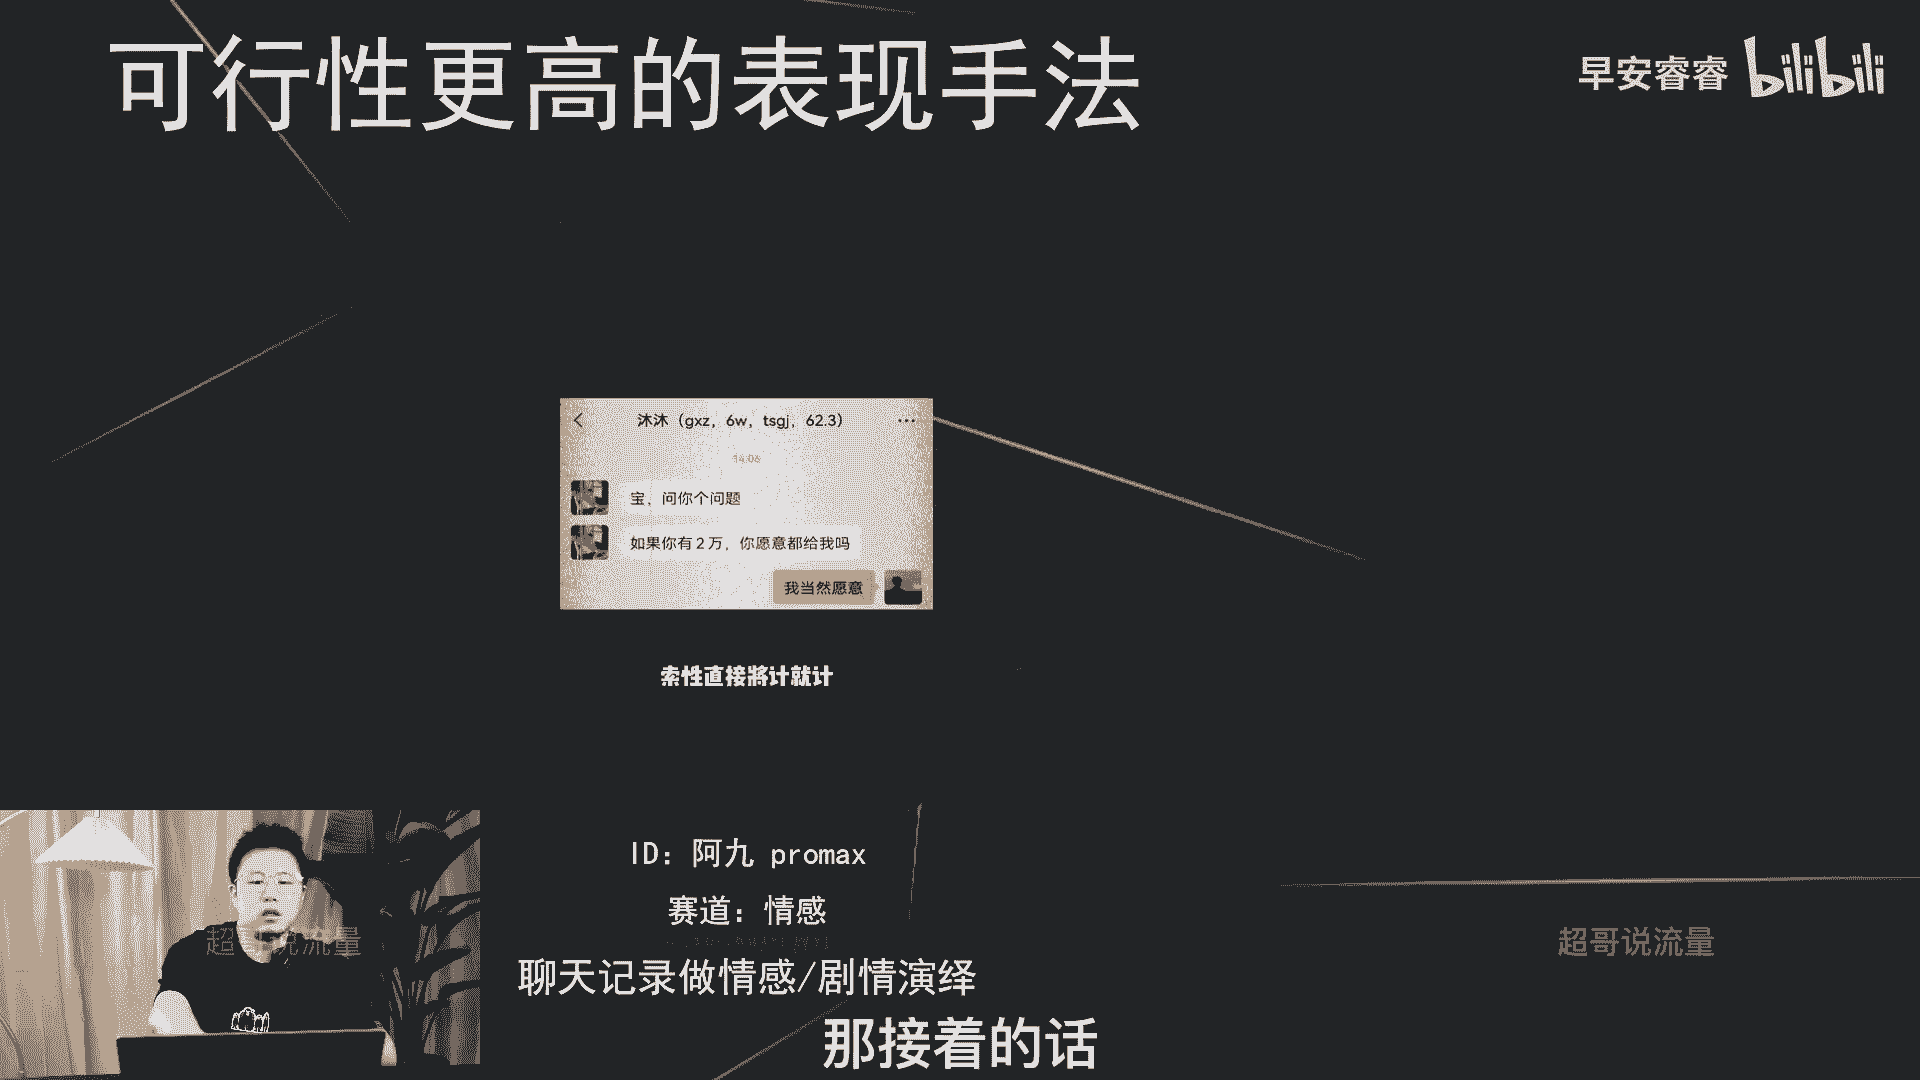 可行性更高的表现手法
早安睿睿 bilibili
沐沐（gxz，6w，tsgj，62.3）
14:06
宝，问你个问题
如果你有2万，你愿意都给我吗
我当然愿意
索性直接將计就计
ID：阿九 promax
赛道：情感
超哥说流量
超哥说流量
聊天记录做情感/剧情演绎
那接着的话